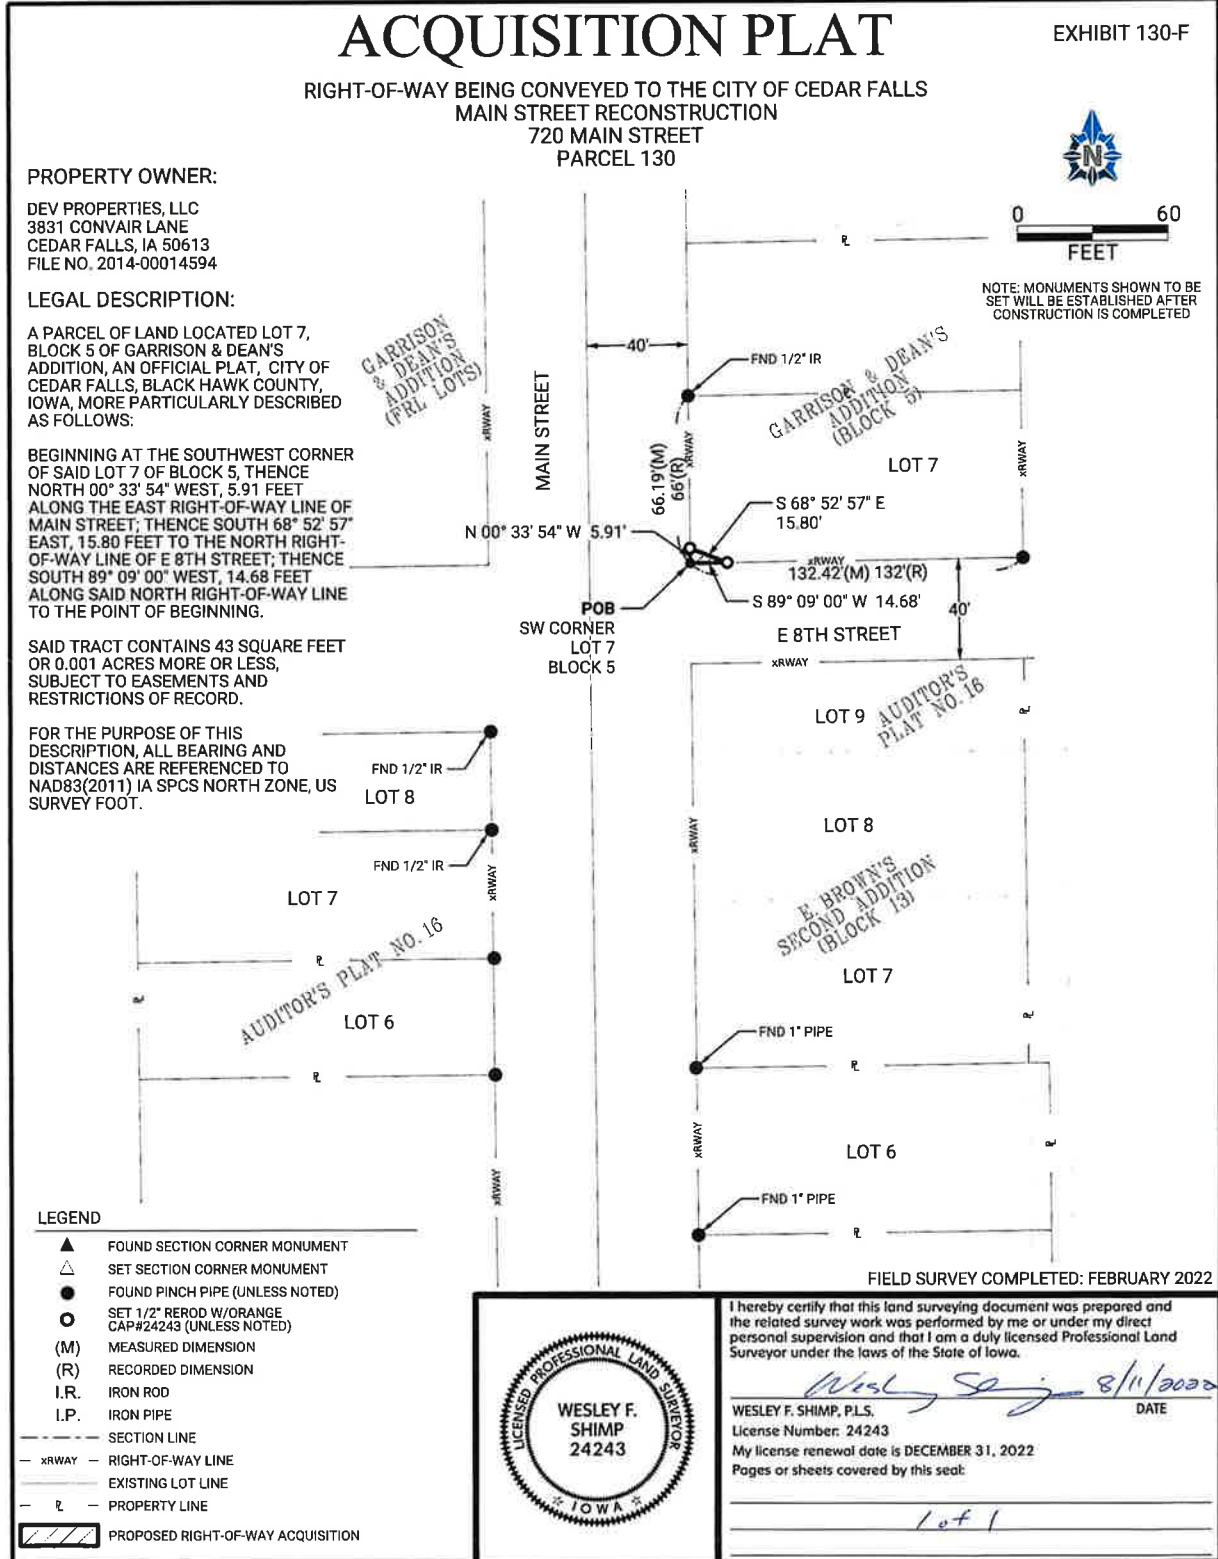 ACQUISITION PLAT
EXHIBIT 130-F
RIGHT-OF-WAY BEING CONVEYED TO THE CITY OF CEDAR FALLS
MAIN STREET RECONSTRUCTION
720 MAIN STREET
PARCEL 130
PROPERTY OWNER:
DEV PROPERTIES, LLC
3831 CONVAIR LANE
CEDAR FALLS, IA 50613
FILE NO. 2014-00014594
LEGAL DESCRIPTION:
A PARCEL OF LAND LOCATED LOT 7,
BLOCK 5 OF GARRISON & DEAN'S
ADDITION, AN OFFICIAL PLAT, CITY OF
CEDAR FALLS, BLACK HAWK COUNTY,
IOWA, MORE PARTICULARLY DESCRIBED
AS FOLLOWS:
BEGINNING AT THE SOUTHWEST CORNER
OF SAID LOT 7 OF BLOCK 5, THENCE
NORTH 00° 33' 54" WEST, 5.91 FEET
ALONG THE EAST RIGHT-OF-WAY LINE OF
MAIN STREET; THENCE SOUTH 68° 52' 57"
EAST, 15.80 FEET TO THE NORTH RIGHT-
OF-WAY LINE OF E 8TH STREET; THENCE
SOUTH 89° 09' 00" WEST, 14.68 FEET
ALONG SAID NORTH RIGHT-OF-WAY LINE
TO THE POINT OF BEGINNING.
SAID TRACT CONTAINS 43 SQUARE FEET
OR 0.001 ACRES MORE OR LESS,
SUBJECT TO EASEMENTS AND
RESTRICTIONS OF RECORD.
FOR THE PURPOSE OF THIS
DESCRIPTION, ALL BEARING AND
DISTANCES ARE REFERENCED TO
NAD83(2011) IA SPCS NORTH ZONE, US
SURVEY FOOT.
N
0 60
FEET
NOTE: MONUMENTS SHOWN TO BE
SET WILL BE ESTABLISHED AFTER
CONSTRUCTION IS COMPLETED
GARRISON
& DEAN'S
ADDITION
(FRL LOTS)
xRWAY
MAIN STREET
40'
FND 1/2" IR
GARRISON & DEAN'S
ADDITION
(BLOCK 5)
LOT 7
xRWAY
xRWAY
66.19'(M)
66'(R)
S 68° 52' 57" E
15.80'
N 00° 33' 54" W 5.91'
xRWAY
132.42'(M) 132'(R)
S 89° 09' 00" W 14.68'
40'
POB
SW CORNER
LOT 7
BLOCK 5
E 8TH STREET
xRWAY
LOT 9
AUDITOR'S
PLAT NO. 16
FND 1/2" IR
LOT 8
FND 1/2" IR
xRWAY
LOT 7
AUDITOR'S PLAT NO. 16
LOT 6
xRWAY
xRWAY
LOT 8
E. BROWN'S
SECOND ADDITION
(BLOCK 13)
LOT 7
FND 1" PIPE
xRWAY
LOT 6
FND 1" PIPE
LEGEND
FOUND SECTION CORNER MONUMENT
SET SECTION CORNER MONUMENT
FOUND PINCH PIPE (UNLESS NOTED)
SET 1/2" REROD W/ORANGE
CAP#24243 (UNLESS NOTED)
(M) MEASURED DIMENSION
(R) RECORDED DIMENSION
I.R. IRON ROD
I.P. IRON PIPE
SECTION LINE
xRWAY RIGHT-OF-WAY LINE
EXISTING LOT LINE
PROPERTY LINE
PROPOSED RIGHT-OF-WAY ACQUISITION
FIELD SURVEY COMPLETED: FEBRUARY 2022
LICENSED PROFESSIONAL LAND SURVEYOR
WESLEY F.
SHIMP
24243
IOWA
I hereby certify that this land surveying document was prepared and
the related survey work was performed by me or under my direct
personal supervision and that I am a duly licensed Professional Land
Surveyor under the laws of the State of Iowa.
8/11/2022
WESLEY F. SHIMP, P.L.S. DATE
License Number: 24243
My license renewal date is DECEMBER 31, 2022
Pages or sheets covered by this seal:
1 of 1